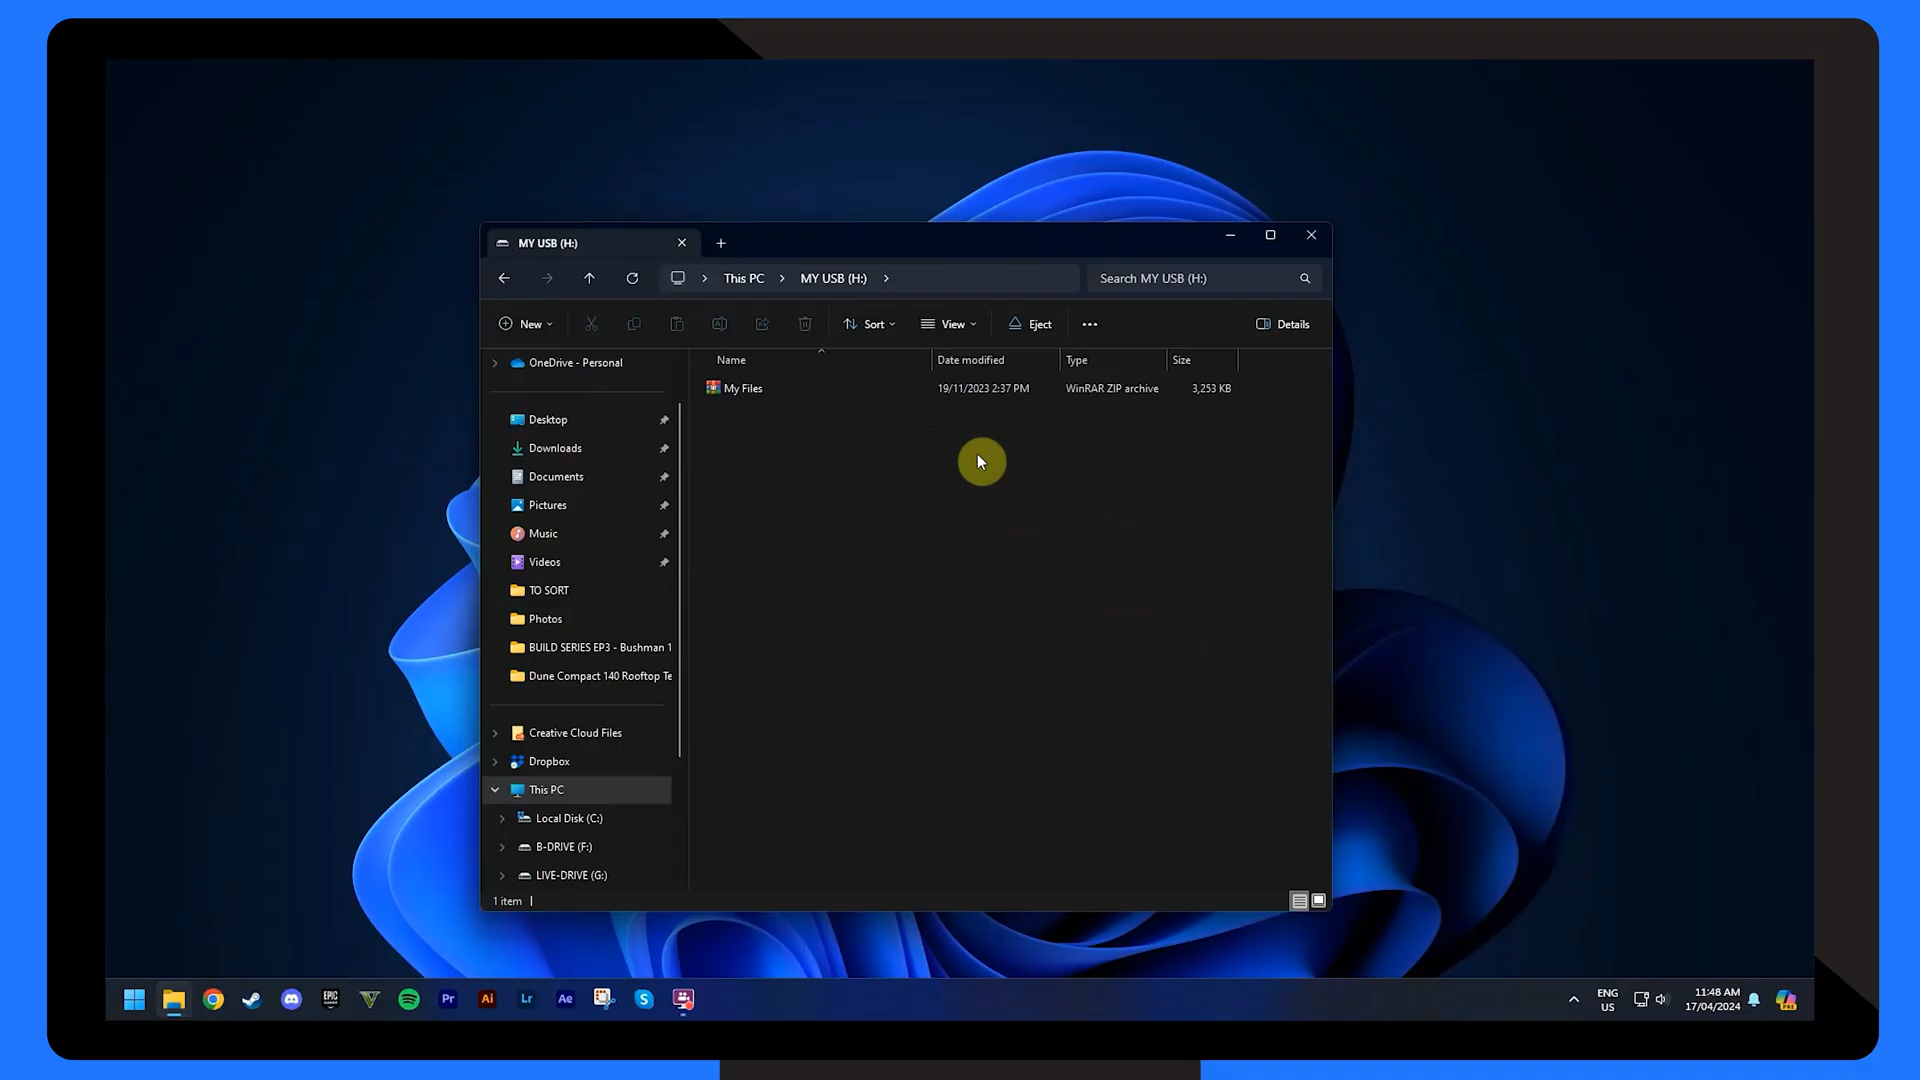 MY USB (H:)
This PC
MY USB (H:)
Search MY USB (H:)
New
Sort
View
Eject
Details
OneDrive - Personal
Name
Date modified
Type
Size
My Files
19/11/2023 2:37 PM
WinRAR ZIP archive
3,253 KB
Desktop
Downloads
Documents
Pictures
Music
Videos
TO SORT
Photos
BUILD SERIES EP3 - Bushman 1
Dune Compact 140 Rooftop Te
Creative Cloud Files
Dropbox
This PC
Local Disk (C:)
B-DRIVE (F:)
LIVE-DRIVE (G:)
1 item
EPIC
GAMES
V
Pr
Ai
Lr
Ae
S
ENG
US
11:48 AM
17/04/2024
PRE